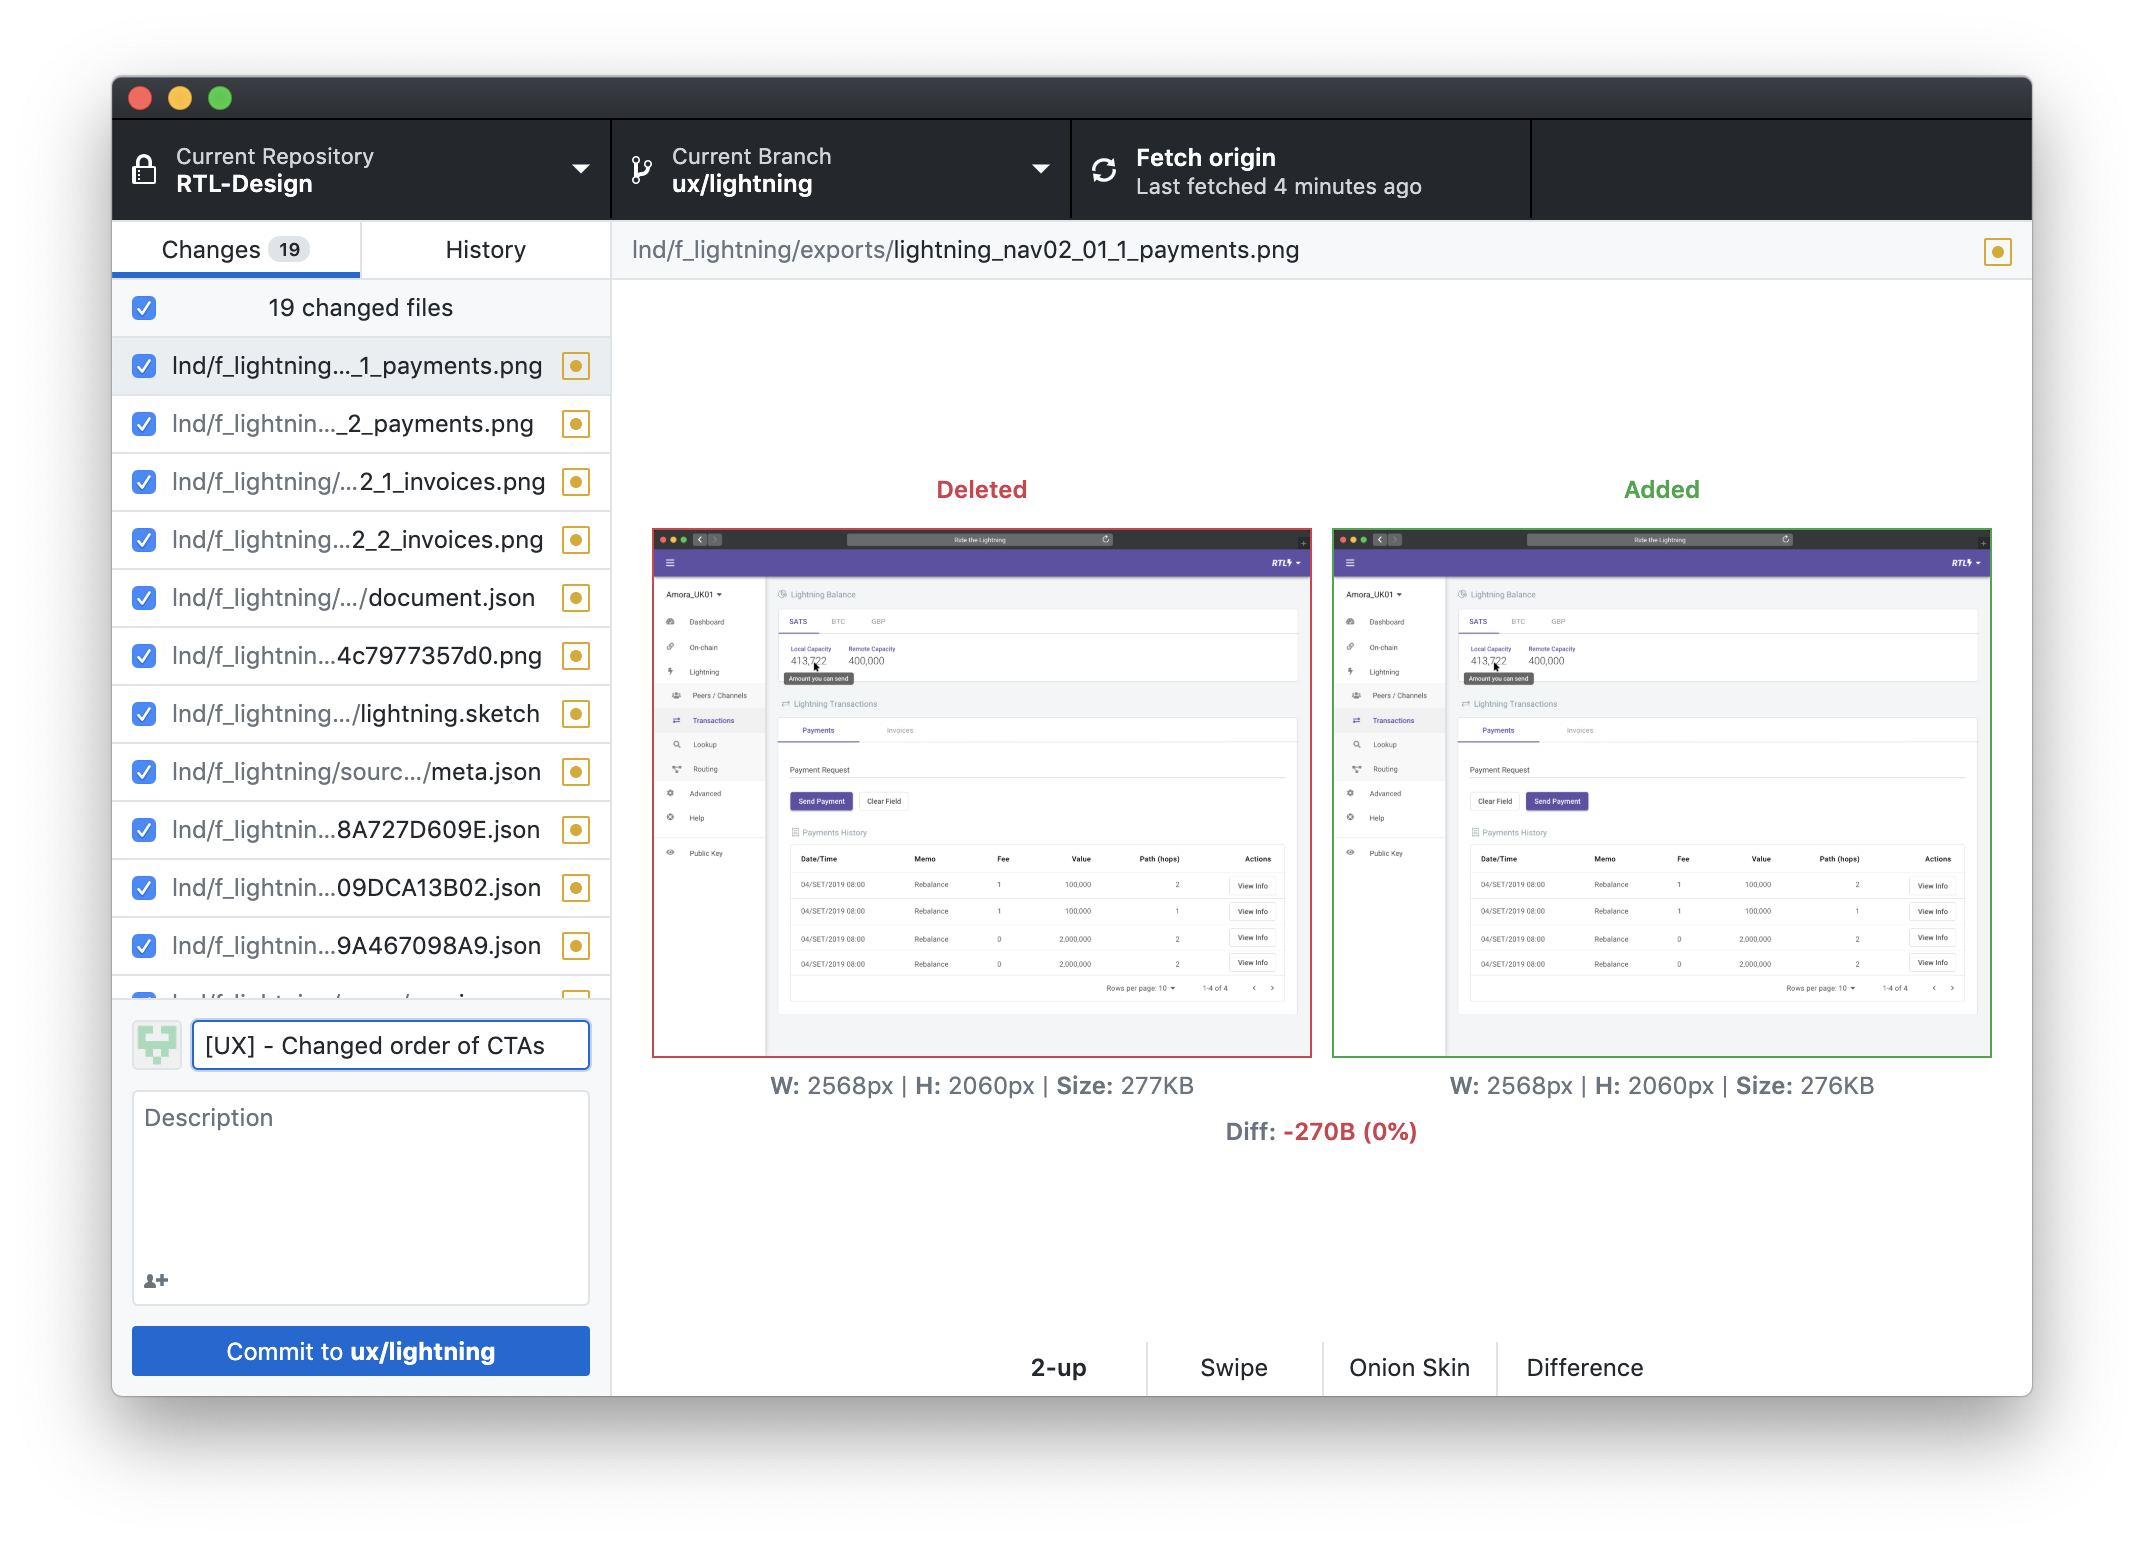 Current Repository
RTL-Design
Current Branch
ux/lightning
Fetch origin
Last fetched 4 minutes ago
Changes 19
History
lnd/f_lightning/exports/lightning_nav02_01_1_payments.png
19 changed files
lnd/f_lightning..._1_payments.png
lnd/f_lightnin..._2_payments.png
lnd/f_lightning/...2_1_invoices.png
lnd/f_lightning...2_2_invoices.png
lnd/f_lightning/.../document.json
lnd/f_lightnin...4c7977357d0.png
lnd/f_lightning.../lightning.sketch
lnd/f_lightning/sourc.../meta.json
lnd/f_lightnin...8A727D609E.json
lnd/f_lightnin...09DCA13B02.json
lnd/f_lightnin...9A467098A9.json
[UX] - Changed order of CTAs
Description
Commit to ux/lightning
Deleted
Ride the Lightning
RTL
Amora_UK01
Dashboard
On-chain
Lightning
Peers / Channels
Transactions
Lookup
Routing
Advanced
Help
Public Key
Lightning Balance
SATS BTC GBP
Local Capacity Remote Capacity
413,722 400,000
Amount you can send
Lightning Transactions
Payments Invoices
Payment Request
Send Payment Clear Field
Payments History
Date/Time Memo Fee Value Path (hops) Actions
04/SET/2019 08:00 Rebalance 1 100,000 2 View Info
04/SET/2019 08:00 Rebalance 1 100,000 1 View Info
04/SET/2019 08:00 Rebalance 0 2,000,000 2 View Info
04/SET/2019 08:00 Rebalance 0 2,000,000 2 View Info
Rows per page: 10 1-4 of 4
W: 2568px | H: 2060px | Size: 277KB
Added
Ride the Lightning
RTL
Amora_UK01
Dashboard
On-chain
Lightning
Peers / Channels
Transactions
Lookup
Routing
Advanced
Help
Public Key
Lightning Balance
SATS BTC GBP
Local Capacity Remote Capacity
413,722 400,000
Amount you can send
Lightning Transactions
Payments Invoices
Payment Request
Clear Field Send Payment
Payments History
Date/Time Memo Fee Value Path (hops) Actions
04/SET/2019 08:00 Rebalance 1 100,000 2 View Info
04/SET/2019 08:00 Rebalance 1 100,000 1 View Info
04/SET/2019 08:00 Rebalance 0 2,000,000 2 View Info
04/SET/2019 08:00 Rebalance 0 2,000,000 2 View Info
Rows per page: 10 1-4 of 4
W: 2568px | H: 2060px | Size: 276KB
Diff: -270B (0%)
2-up
Swipe
Onion Skin
Difference